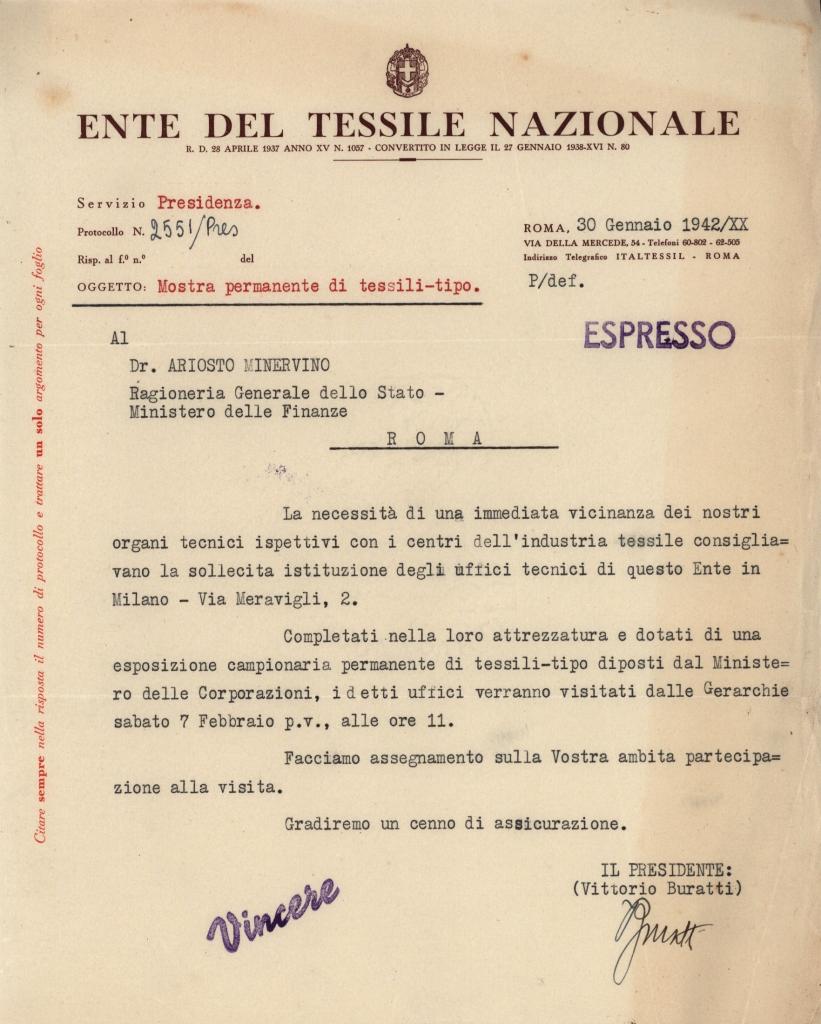 ENTE DEL TESSILE NAZIONALE
R. D. 28 APRILE 1937 ANNO XV N. 1057 - CONVERTITO IN LEGGE IL 27 GENNAIO 1938-XVI N. 80
Servizio Presidenza.
Protocollo N. 2551/Pres
Risp. al f.º n.º del
OGGETTO: Mostra permanente di tessili-tipo.
ROMA, 30 Gennaio 1942/XX
VIA DELLA MERCEDE, 54 - Telefoni 60-802 - 62-505
Indirizzo Telegrafico ITALTESSIL - ROMA
P/def.
ESPRESSO
Al
Dr. ARIOSTO MINERVINO
Ragioneria Generale dello Stato -
Ministero delle Finanze
R O M A
La necessità di una immediata vicinanza dei nostri
organi tecnici ispettivi con i centri dell'industria tessile consiglia=
vano la sollecita istituzione degli uffici tecnici di questo Ente in
Milano - Via Meravigli, 2.
Completati nella loro attrezzatura e dotati di una
esposizione campionaria permanente di tessili-tipo diposti dal Ministe=
ro delle Corporazioni, i detti uffici verranno visitati dalle Gerarchie
sabato 7 Febbraio p.v., alle ore 11.
Facciamo assegnamento sulla Vostra ambita partecipa=
zione alla visita.
Gradiremo un cenno di assicurazione.
IL PRESIDENTE:
(Vittorio Buratti)
VBuratti
Vincere
Citare sempre nella risposta il numero di protocollo e trattare un solo argomento per ogni foglio